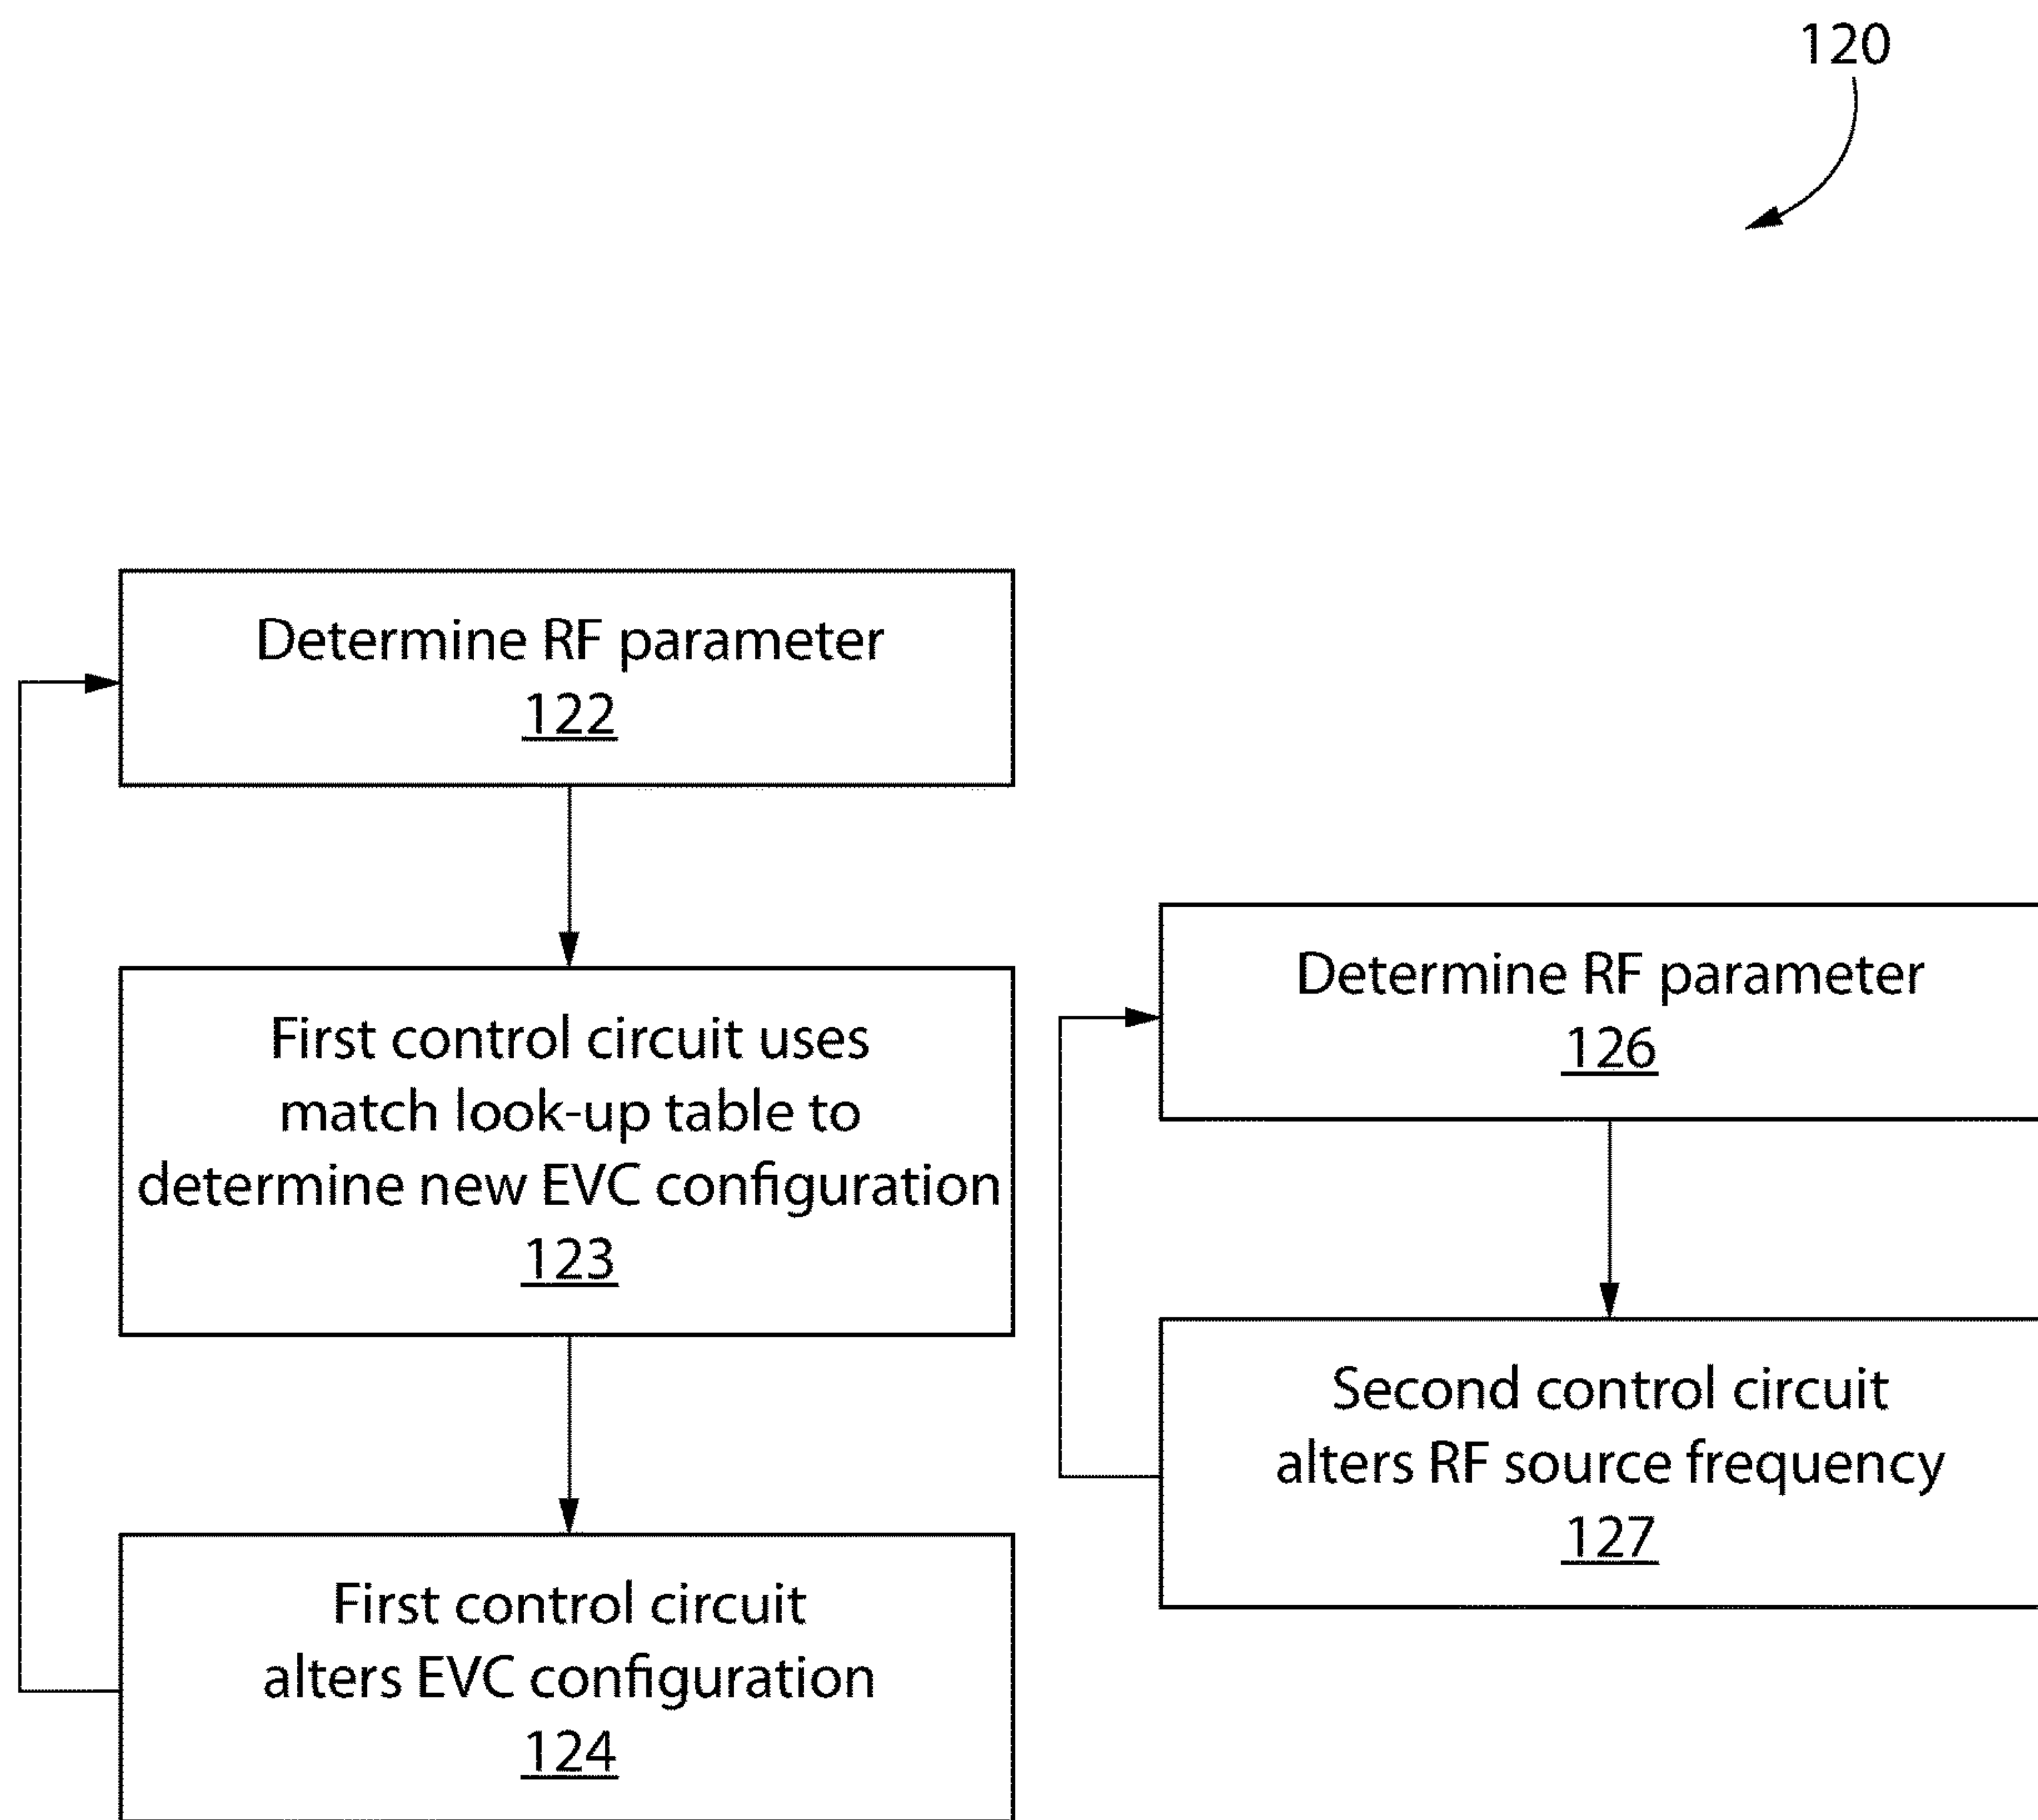 120
Determine RF parameter
122
First control circuit uses
match look-up table to
determine new EVC configuration
123
First control circuit
alters EVC configuration
124
Determine RF parameter
126
Second control circuit
alters RF source frequency
127